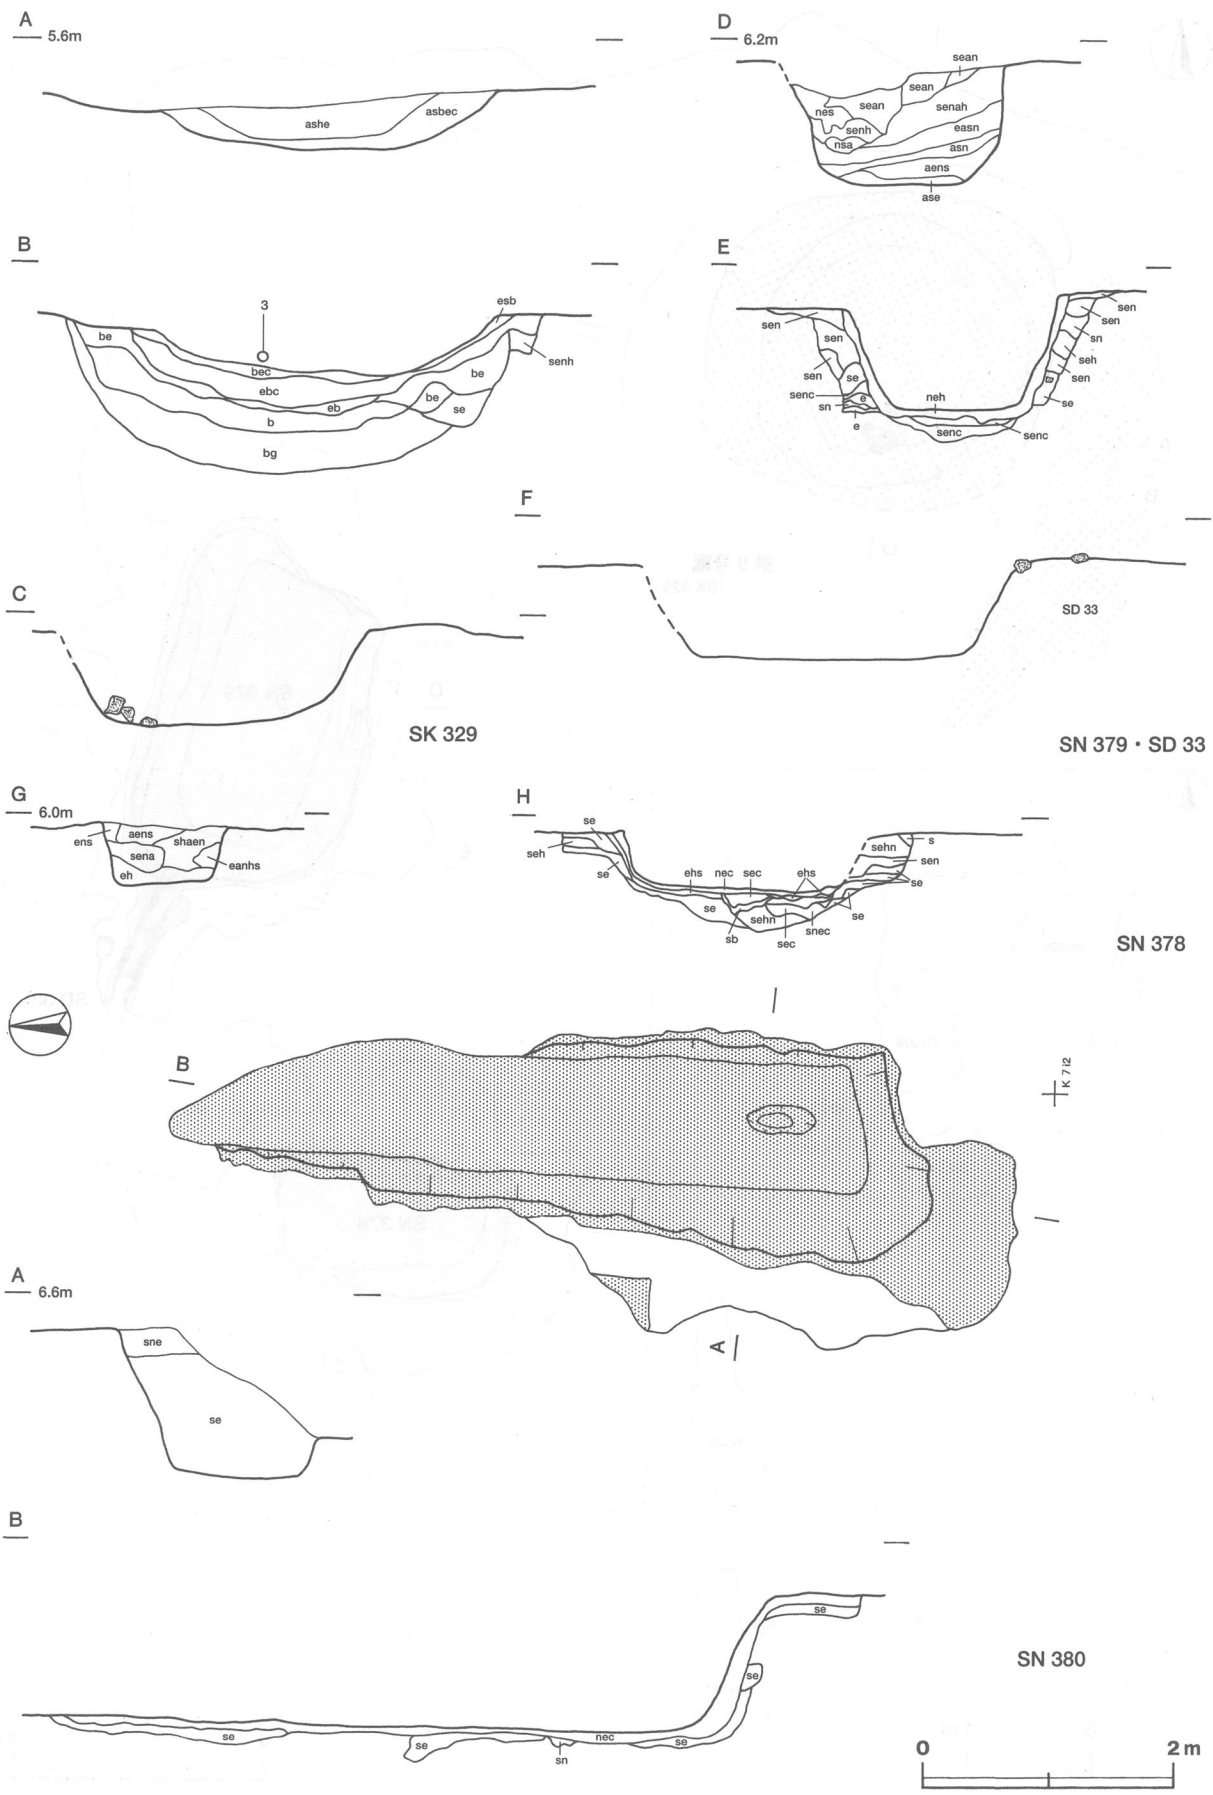 A
5.6m
ashe
asbec
D
6.2m
sean
sean
sean
senah
nes
senh
nsa
easn
asn
aens
ase
B
3
esb
be
bec
senh
be
ebc
be
eb
se
b
bg
E
sen
sen
sen
sen
sn
seh
sen
sen
se
senc
e
sn
e
neh
se
senc
senc
F
SD 33
C
SK 329
SN 379 • SD 33
G
6.0m
ens
aens
shaen
sena
eanhs
eh
H
se
seh
se
ehs
nec
sec
ehs
sehn
s
sen
se
se
se
sehn
sb
sec
snec
SN 378
B
K 7 i2
A
A
6.6m
sne
se
B
se
se
SN 380
se
se
sn
nec
se
0
2 m